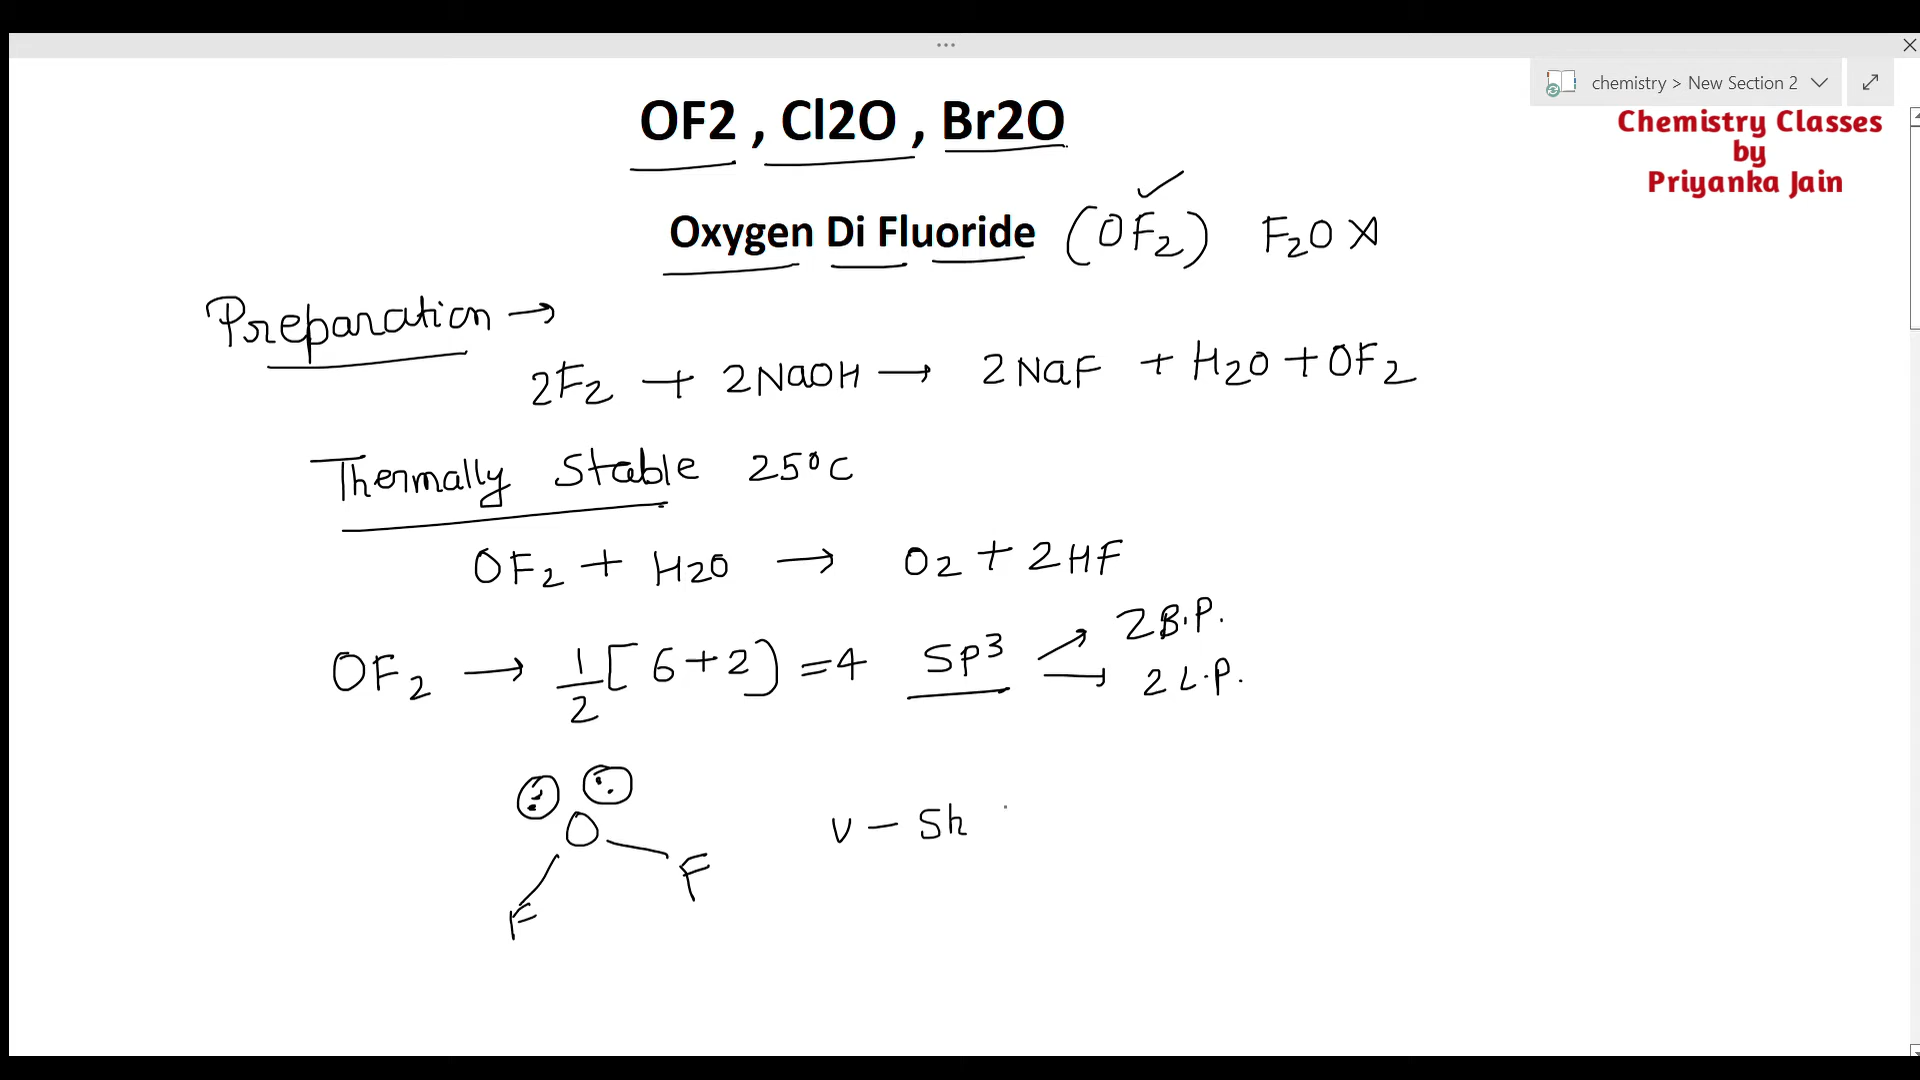 chemistry > New Section 2
OF2 , Cl2O , Br2O
Chemistry Classes
by
Priyanka Jain
Oxygen Di Fluoride (OF2) F2O X
Preparation →
2F2 + 2NaOH → 2NaF + H2O + OF2
Thermally Stable 25°C
OF2 + H2O → O2 + 2HF
OF2 → 1/2 [6+2] = 4 Sp3 → 2 B.P.
→ 2 L.P.
O
F
F
V - Sh